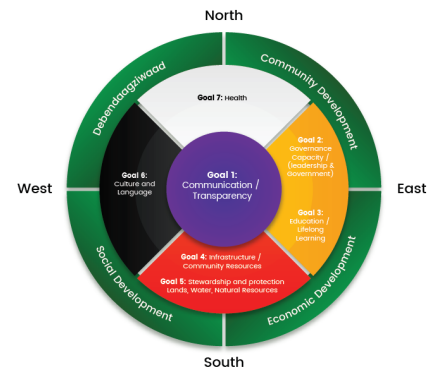 North
Debendaagziwaad
Community Development
Goal 7: Health
Goal 2:
Governance
Capacity /
(leadership &
Government)
Goal 6:
Culture and
Language
Goal 1:
Communication /
Transparency
West
East
Goal 3:
Education /
Lifelong
Learning
Goal 4: Infrastructure /
Community Resources
Goal 5: Stewardship and protection
Lands, Water, Natural Resources
Social Development
Economic Development
South